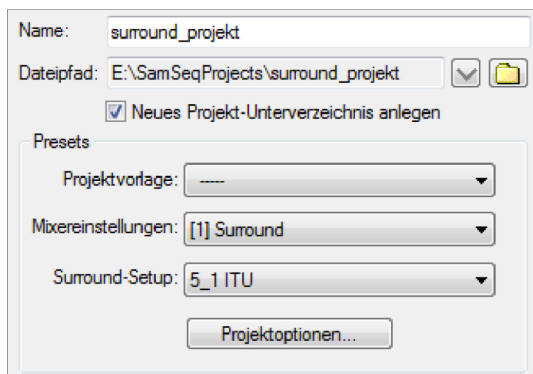 Name: surround_projekt
Dateipfad: E:\SamSeqProjects\surround_projekt
Neues Projekt-Unterverzeichnis anlegen
Presets
Projektvorlage: -----
Mixereinstellungen: [1] Surround
Surround-Setup: 5_1 ITU
Projektoptionen...